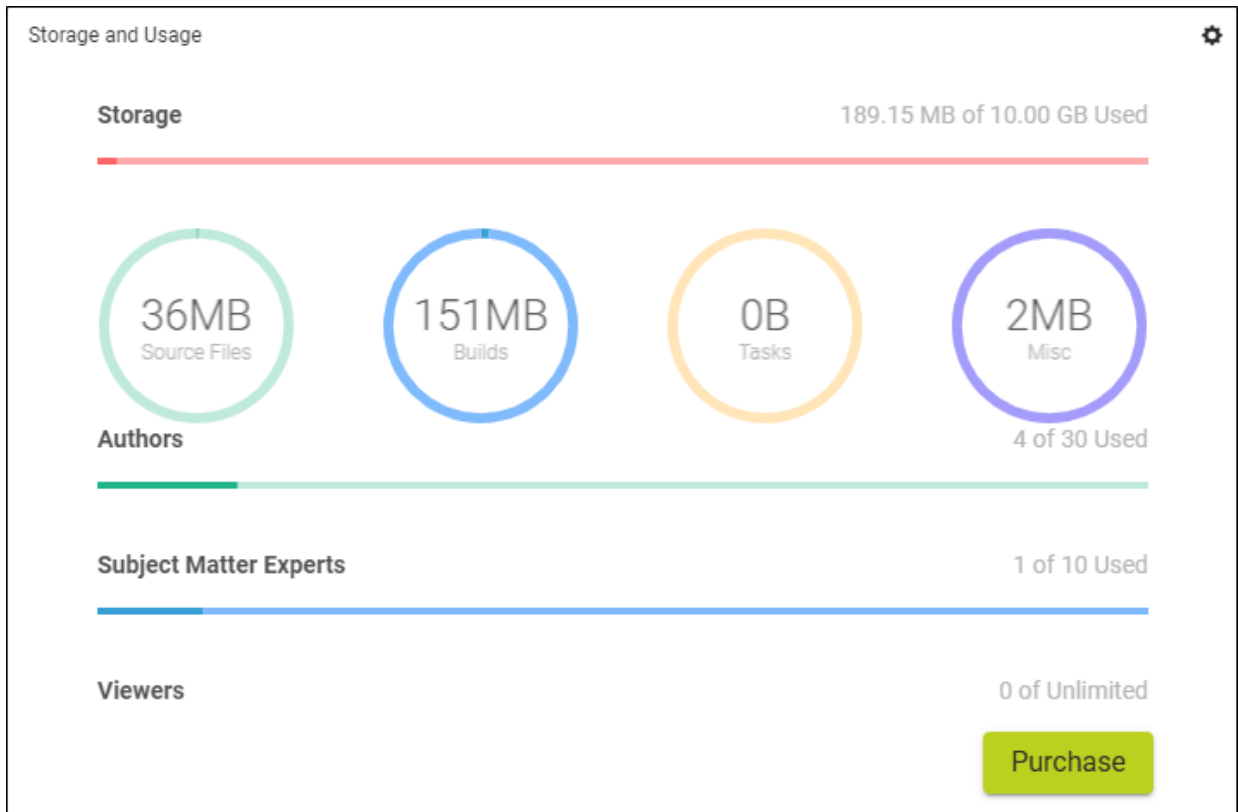 Storage and Usage
Storage
189.15 MB of 10.00 GB Used
36MB
Source Files
151MB
Builds
0B
Tasks
2MB
Misc
Authors
4 of 30 Used
Subject Matter Experts
1 of 10 Used
Viewers
0 of Unlimited
Purchase